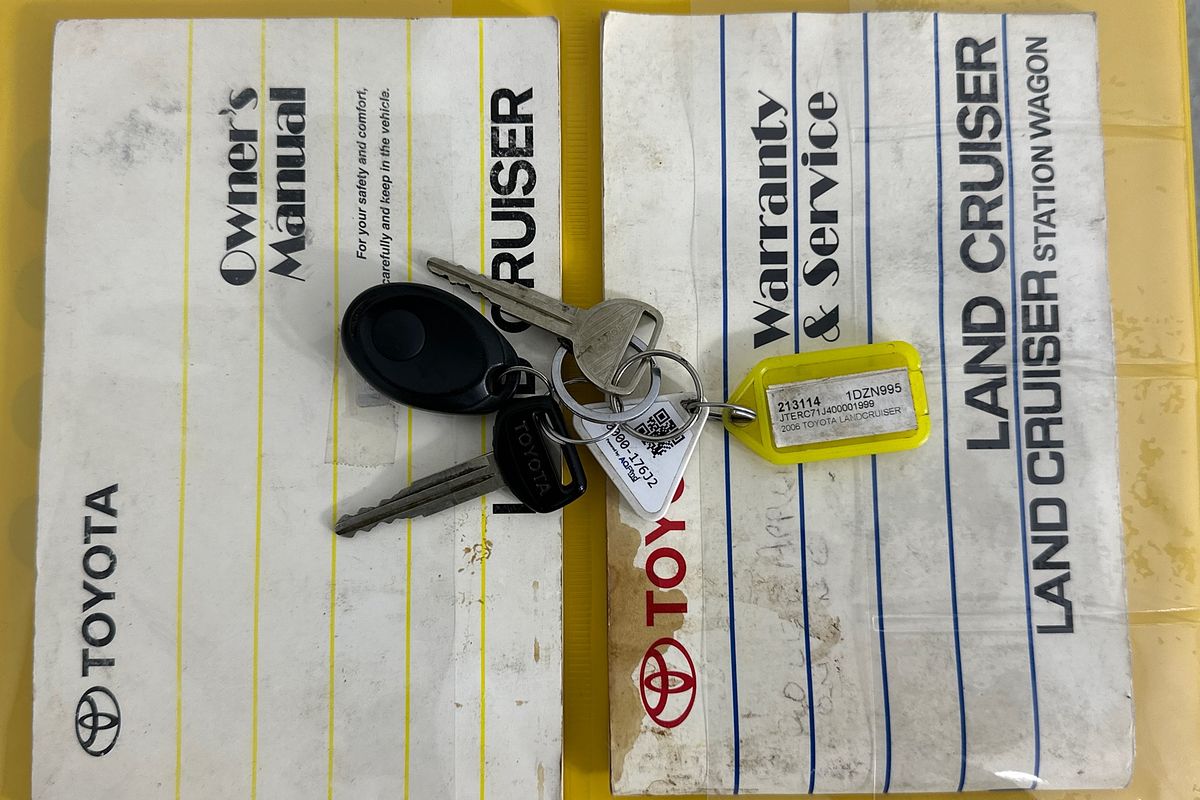 Owner's
Manual
For your safety and comfort,
carefully and keep in the vehicle.
CRUISER
TOYOTA
Warranty
& Service
LAND CRUISER
LAND CRUISER STATION WAGON
TOYO
TOYOTA
213114 1DZN995
JTERC71J400001999
2006 TOYOTA LANDCRUISER